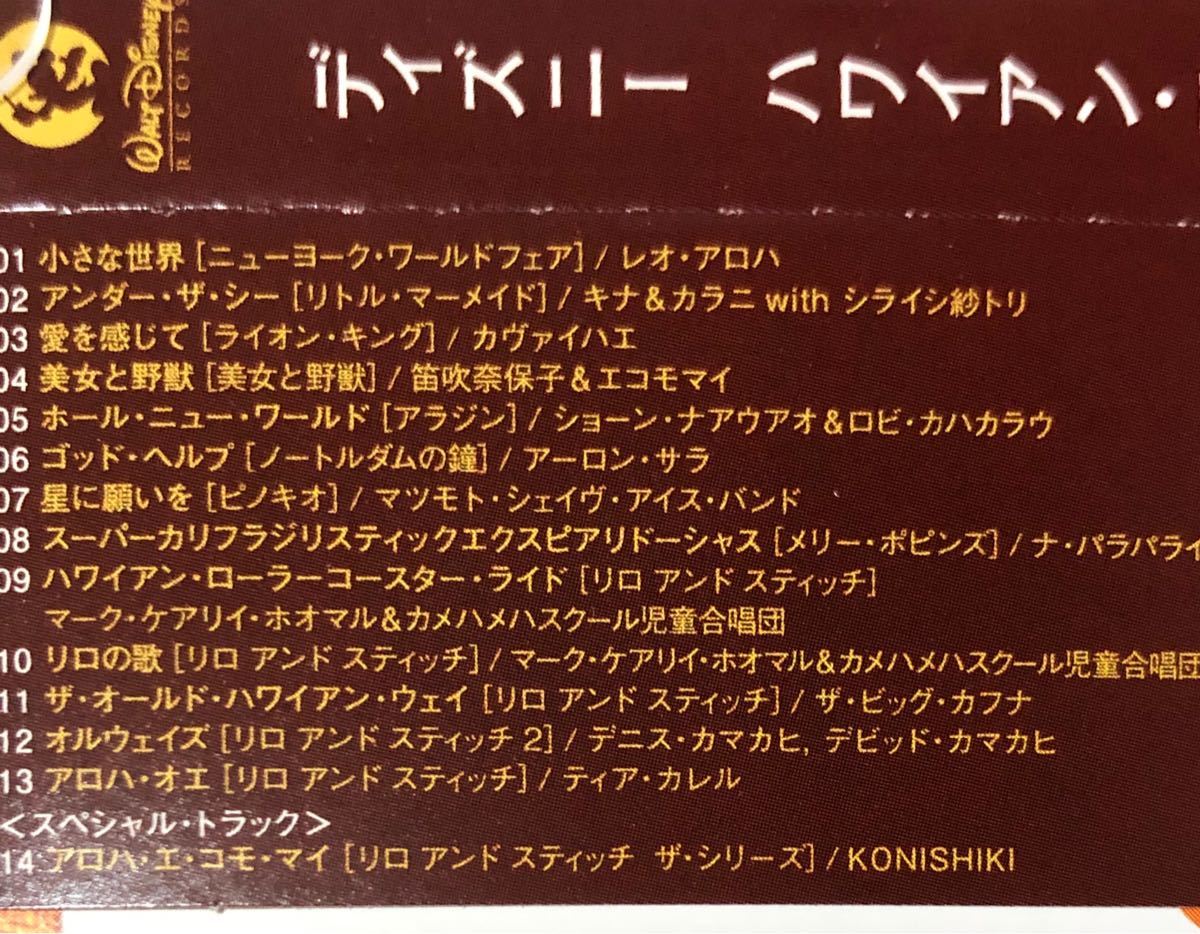 WALT DISNEY
RECORDS
ディズニー ハワイアン・
01 小さな世界 [ニューヨーク・ワールドフェア] / レオ・アロハ
02 アンダー・ザ・シー [リトル・マーメイド] / キナ&カラニ with シライシ紗トリ
03 愛を感じて [ライオン・キング] / カヴァイハエ
04 美女と野獣 [美女と野獣] / 笛吹奈保子&エコモマイ
05 ホール・ニュー・ワールド [アラジン] / ショーン・ナアウアオ&ロビ・カハカラウ
06 ゴッド・ヘルプ [ノートルダムの鐘] / アーロン・サラ
07 星に願いを [ピノキオ] / マツモト・シェイヴ・アイス・バンド
08 スーパーカリフラジリスティックエクスピアリドーシャス [メリー・ポピンズ] / ナ・パラパライ
09 ハワイアン・ローラーコースター・ライド [リロ アンド スティッチ]
マーク・ケアリイ・ホオマル&カメハメハスクール児童合唱団
10 リロの歌 [リロ アンド スティッチ] / マーク・ケアリイ・ホオマル&カメハメハスクール児童合唱団
11 ザ・オールド・ハワイアン・ウェイ [リロ アンド スティッチ] / ザ・ビッグ・カフナ
12 オルウェイズ [リロ アンド スティッチ 2] / デニス・カマカヒ, デビッド・カマカヒ
13 アロハ・オエ [リロ アンド スティッチ] / ティア・カレル
<スペシャル・トラック>
14 アロハ・エ・コモ・マイ [リロ アンド スティッチ ザ・シリーズ] / KONISHIKI